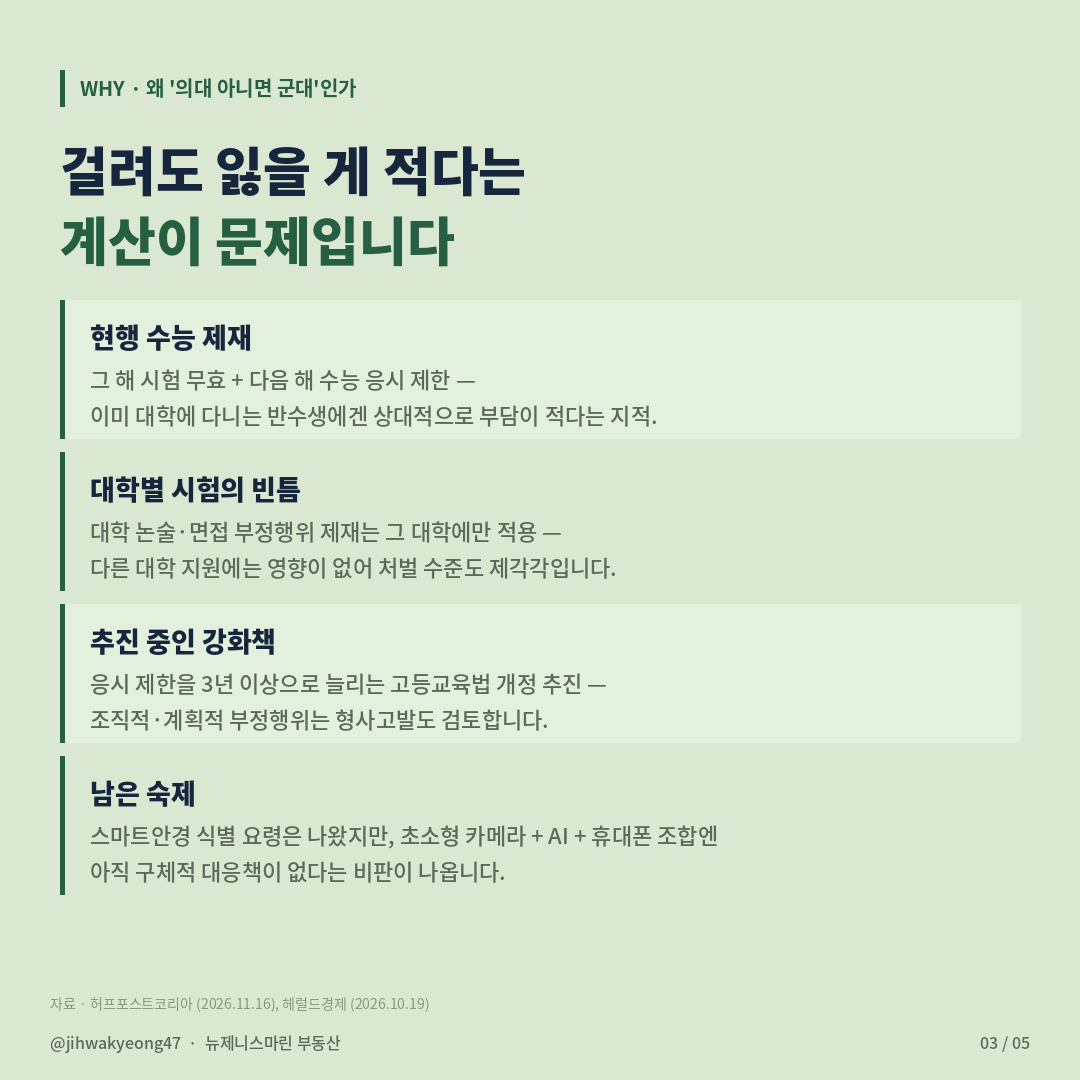 WHY · 왜 '의대 아니면 군대'인가
걸려도 잃을 게 적다는
계산이 문제입니다
현행 수능 제재
그 해 시험 무효 + 다음 해 수능 응시 제한 —
이미 대학에 다니는 반수생에겐 상대적으로 부담이 적다는 지적.
대학별 시험의 빈틈
대학 논술·면접 부정행위 제재는 그 대학에만 적용 —
다른 대학 지원에는 영향이 없어 처벌 수준도 제각각입니다.
추진 중인 강화책
응시 제한을 3년 이상으로 늘리는 고등교육법 개정 추진 —
조직적·계획적 부정행위는 형사고발도 검토합니다.
남은 숙제
스마트안경 식별 요령은 나왔지만, 초소형 카메라 + AI + 휴대폰 조합엔
아직 구체적 대응책이 없다는 비판이 나옵니다.
자료 · 허프포스트코리아 (2026.11.16), 헤럴드경제 (2026.10.19)
@jihwakyeong47 · 뉴제니스마린 부동산
03 / 05